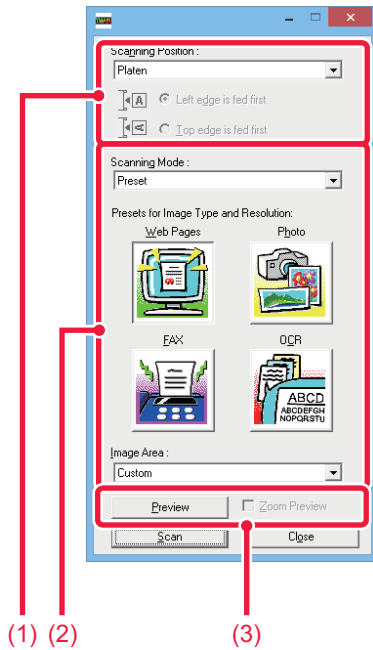 Scanning Position :
Platen
A Left edge is fed first
A Top edge is fed first
Scanning Mode :
Preset
Presets for Image Type and Resolution:
Web Pages Photo
FAX OCR
ABCD
ABCDEFGH
NOPQRSTU
Image Area :
Custom
Preview Zoom Preview
Scan Close
(1) (2) (3)